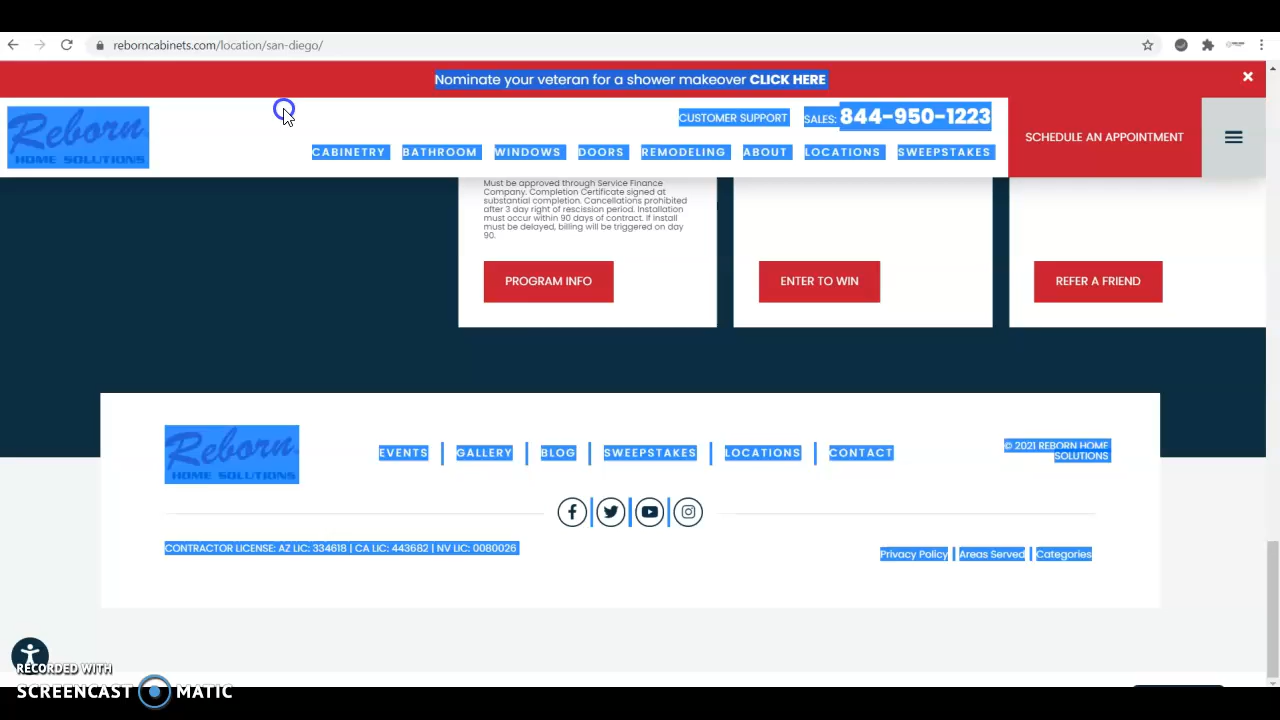 reborncabinets.com/location/san-diego/
Nominate your veteran for a shower makeover CLICK HERE
Reborn
HOME SOLUTIONS
CUSTOMER SUPPORT
SALES: 844-950-1223
CABINETRY BATHROOM WINDOWS DOORS REMODELING ABOUT LOCATIONS SWEEPSTAKES
SCHEDULE AN APPOINTMENT
Must be approved through Service Finance
Company. Completion Certificate signed at
substantial completion. Cancellations prohibited
after 3 day right of rescission period. Installation
must occur within 90 days of contract. If install
must be delayed, billing will be triggered on day
90.
PROGRAM INFO
ENTER TO WIN
REFER A FRIEND
Reborn
HOME SOLUTIONS
EVENTS GALLERY BLOG SWEEPSTAKES LOCATIONS CONTACT
© 2021 REBORN HOME
SOLUTIONS
CONTRACTOR LICENSE: AZ LIC: 334618 | CA LIC: 443682 | NV LIC: 0080026
Privacy Policy Areas Served Categories
RECORDED WITH
SCREENCAST MATIC